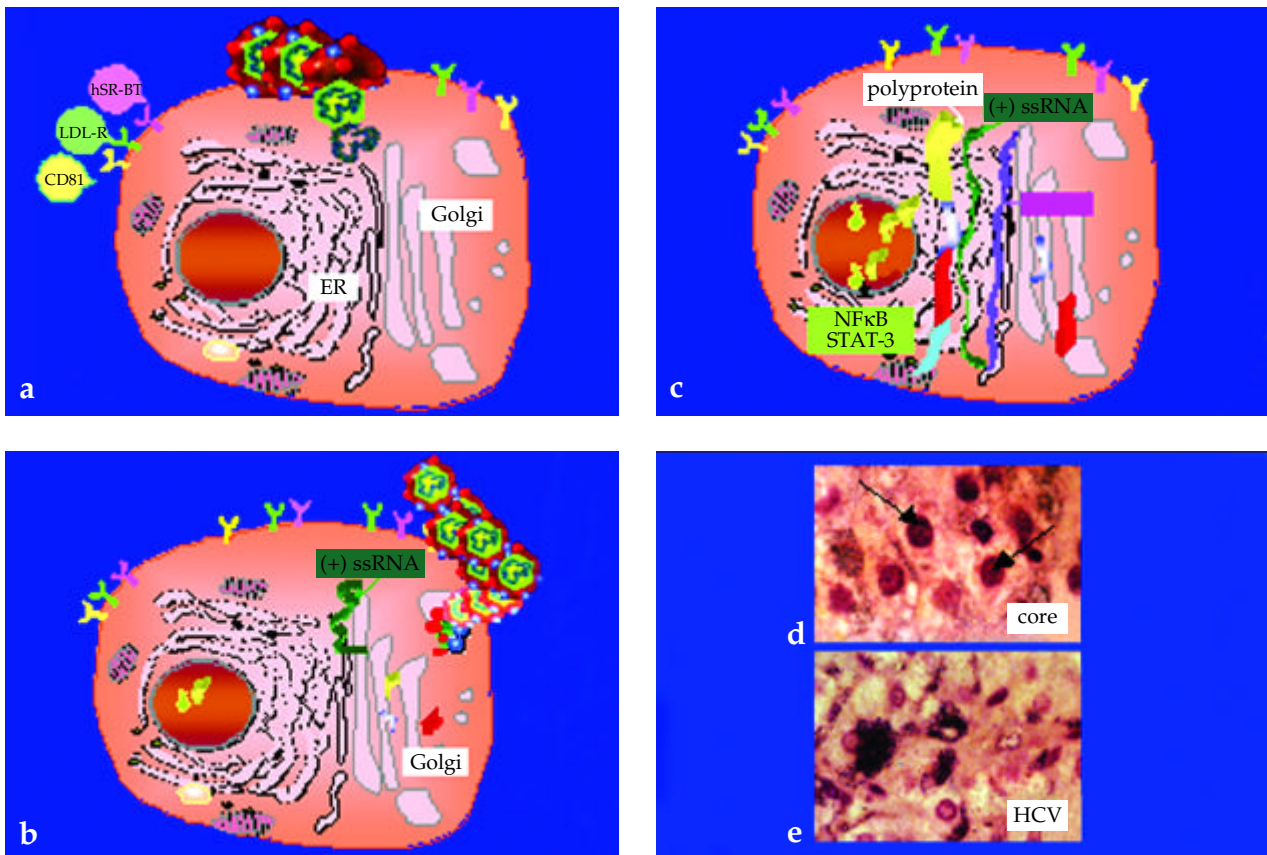 hSR-BT
LDL-R
CD81
Golgi
ER
a
polyprotein
(+) ssRNA
NFκB
STAT-3
c
(+) ssRNA
Golgi
b
core
d
HCV
e